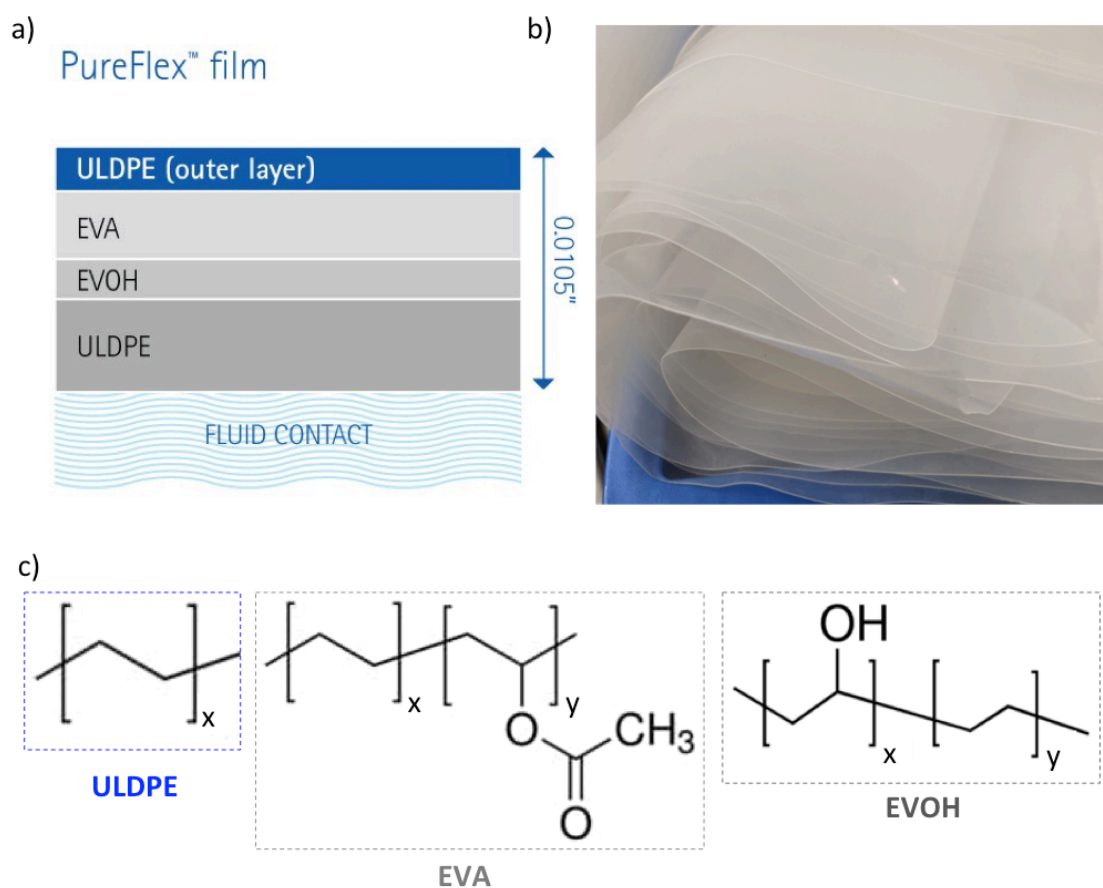 a)
PureFlex™ film
ULDPE (outer layer)
EVA
EVOH
ULDPE
0.0105"
FLUID CONTACT
b)
c)
x
ULDPE
x
y
O
CH₃
O
EVA
OH
x
y
EVOH